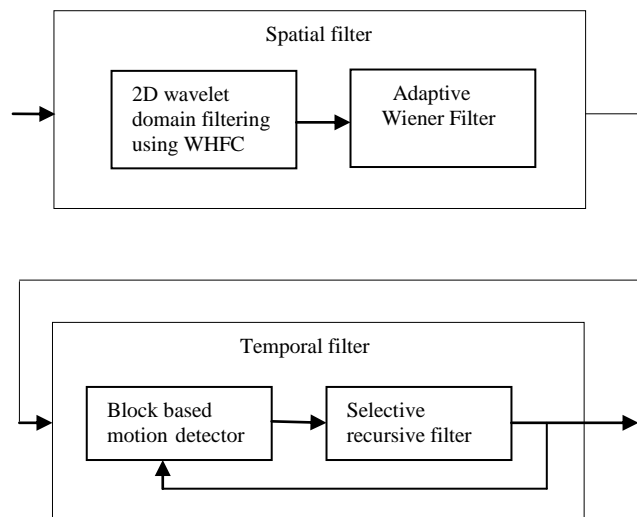 Spatial filter
2D wavelet
domain filtering
using WHFC
Adaptive
Wiener Filter
Temporal filter
Block based
motion detector
Selective
recursive filter